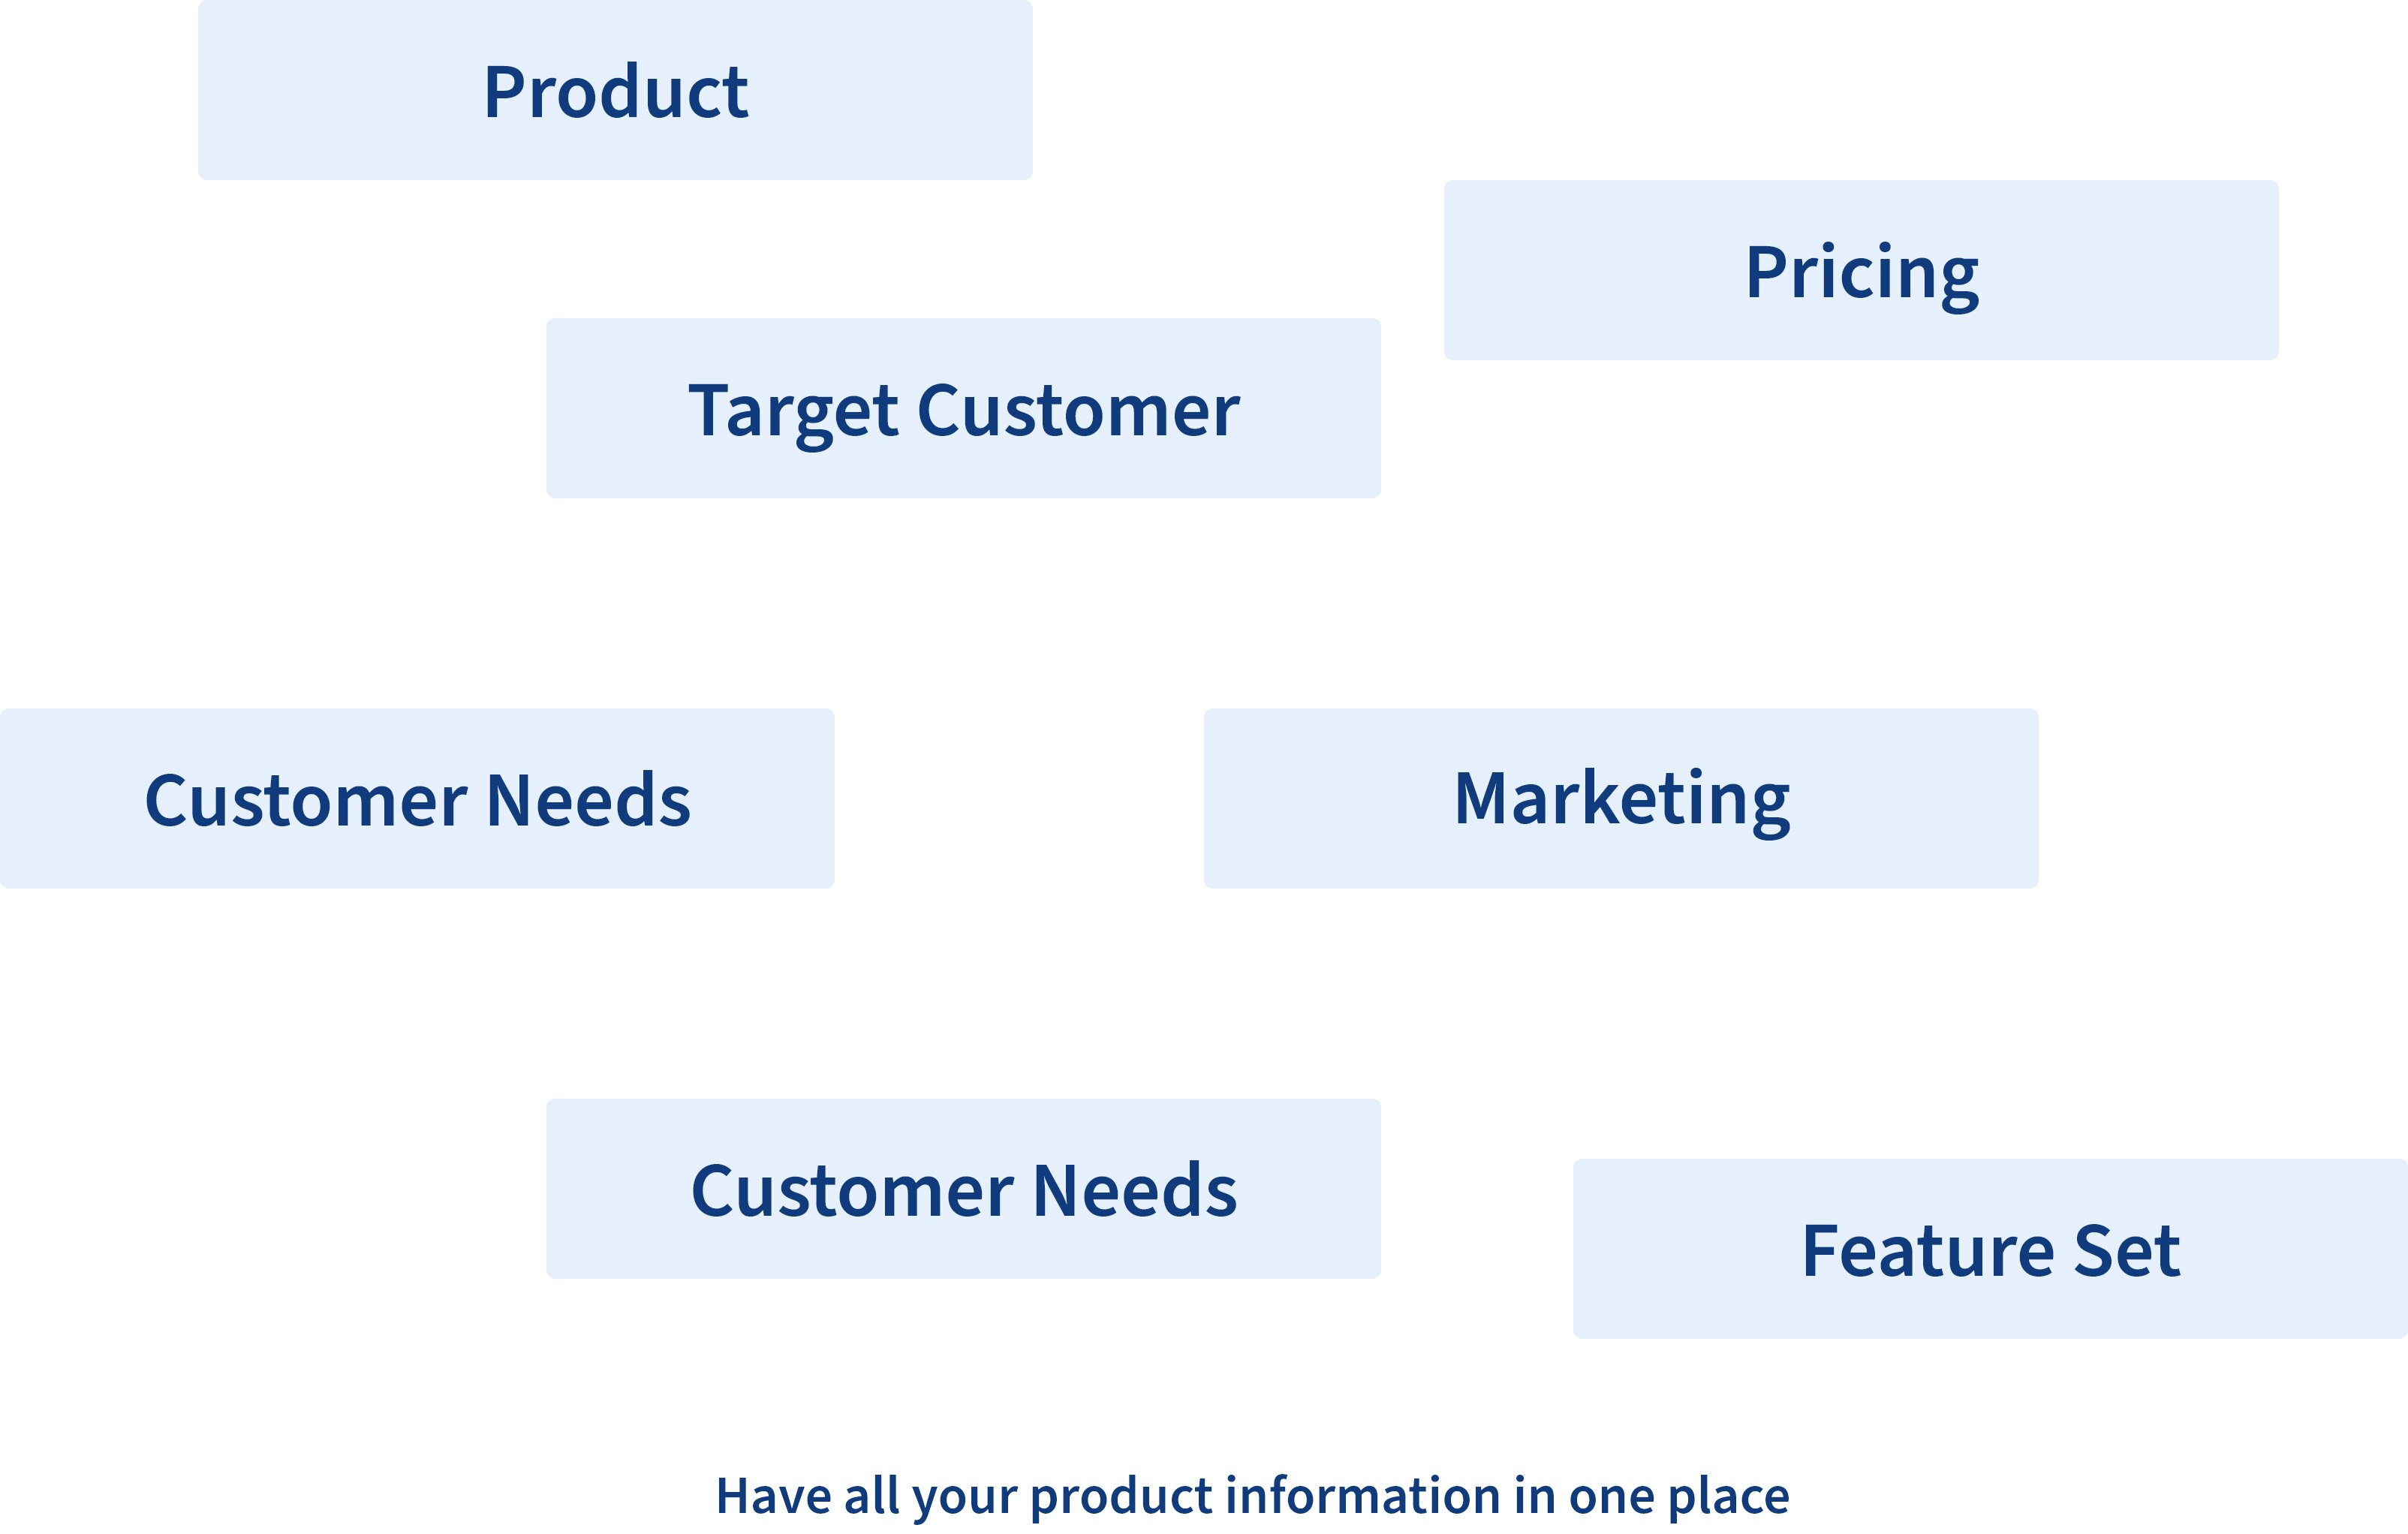 Product
Pricing
Target Customer
Customer Needs
Marketing
Customer Needs
Feature Set
Have all your product information in one place